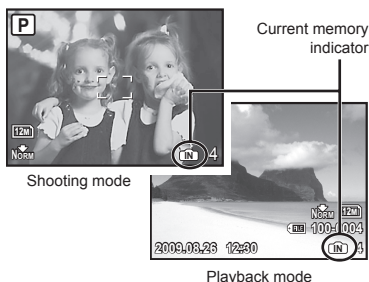 P
Current memory
indicator
12M
NORM
IN 4
Shooting mode
NORM 12M
FILE 100-0004
2009.08.26 12:30
IN 4
Playback mode